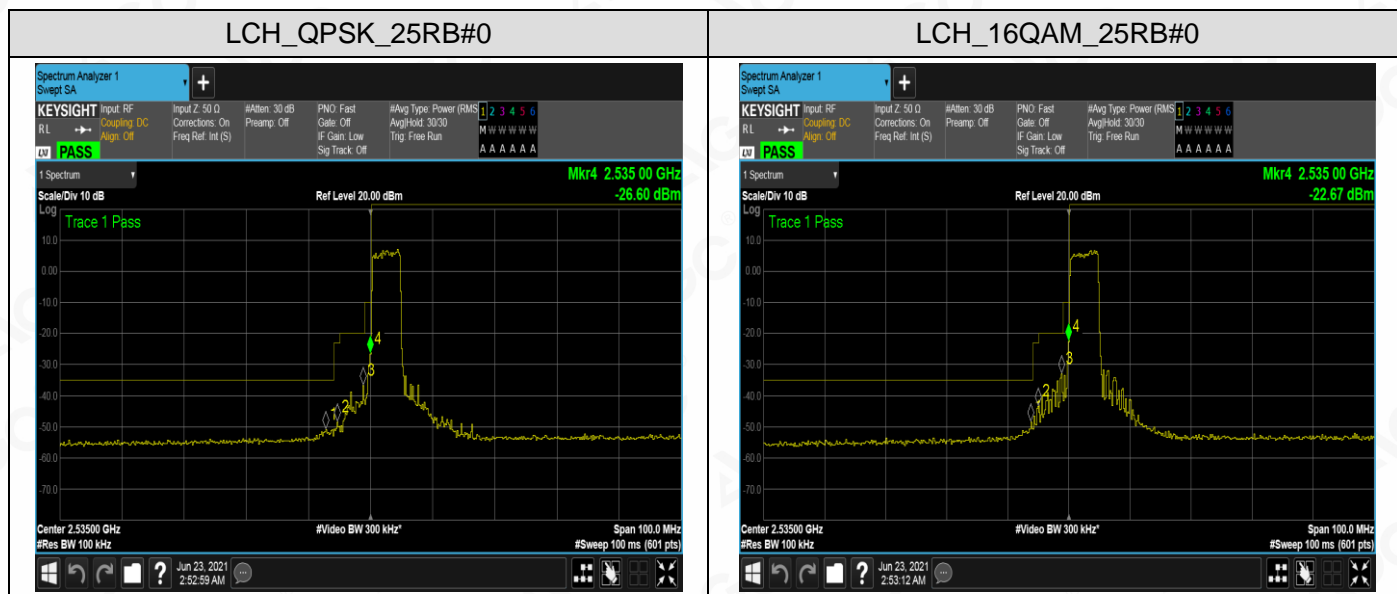 LCH_QPSK_25RB#0
Spectrum Analyzer 1
Swept SA
+
KEYSIGHT Input: RF Input Z: 50 Ω #Atten: 30 dB PNO: Fast #Avg Type: Power (RMS 1 2 3 4 5 6
RL Coupling: DC Corrections: On Preamp: Off Gate: Off Avg|Hold: 30/30 M W W W W W
Align: Off Freq Ref: Int (S) IF Gain: Low Trig: Free Run
LXI PASS Sig Track: Off A A A A A A
1 Spectrum Mkr4 2.535 00 GHz
Scale/Div 10 dB Ref Level 20.00 dBm -26.60 dBm
Log
Trace 1 Pass
10.0
0.00
-10.0
-20.0
4
-30.0
3
-40.0
1 2
-50.0
-60.0
-70.0
Center 2.53500 GHz #Video BW 300 kHz* Span 100.0 MHz
#Res BW 100 kHz #Sweep 100 ms (601 pts)
? Jun 23, 2021
2:52:59 AM
LCH_16QAM_25RB#0
Spectrum Analyzer 1
Swept SA
+
KEYSIGHT Input: RF Input Z: 50 Ω #Atten: 30 dB PNO: Fast #Avg Type: Power (RMS 1 2 3 4 5 6
RL Coupling: DC Corrections: On Preamp: Off Gate: Off Avg|Hold: 30/30 M W W W W W
Align: Off Freq Ref: Int (S) IF Gain: Low Trig: Free Run
LXI PASS Sig Track: Off A A A A A A
1 Spectrum Mkr4 2.535 00 GHz
Scale/Div 10 dB Ref Level 20.00 dBm -22.67 dBm
Log
Trace 1 Pass
10.0
0.00
-10.0
-20.0
4
-30.0
3
-40.0
2
1
-50.0
-60.0
-70.0
Center 2.53500 GHz #Video BW 300 kHz* Span 100.0 MHz
#Res BW 100 kHz #Sweep 100 ms (601 pts)
? Jun 23, 2021
2:53:12 AM